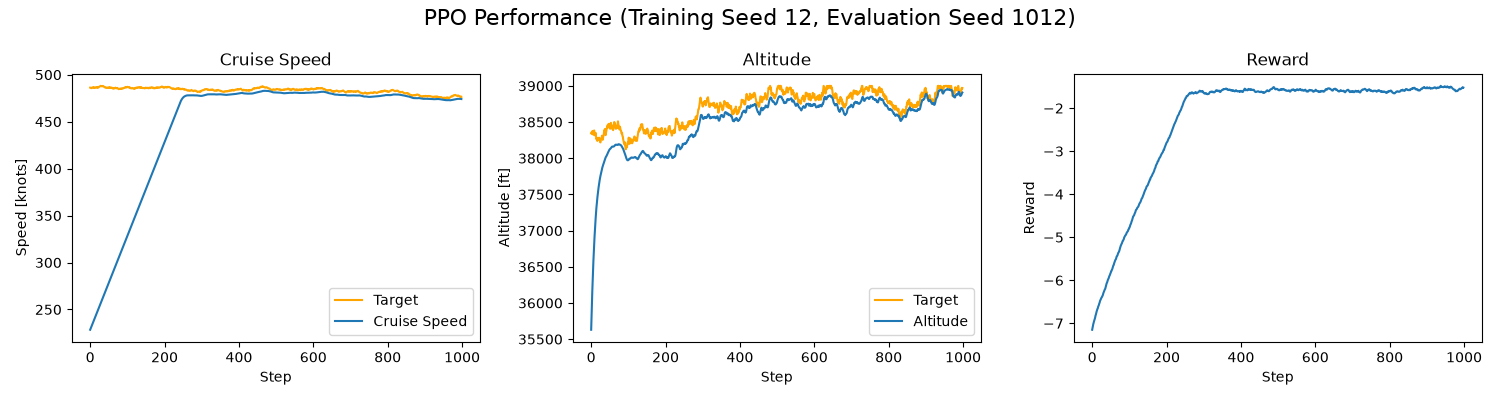 PPO Performance (Training Seed 12, Evaluation Seed 1012)
Cruise Speed
500
450
400
350
300
250
Speed [knots]
0 200 400 600 800 1000
Step
Target
Cruise Speed
Altitude
39000
38500
38000
37500
37000
36500
36000
35500
Altitude [ft]
0 200 400 600 800 1000
Step
Target
Altitude
Reward
−2
−3
−4
−5
−6
−7
Reward
0 200 400 600 800 1000
Step